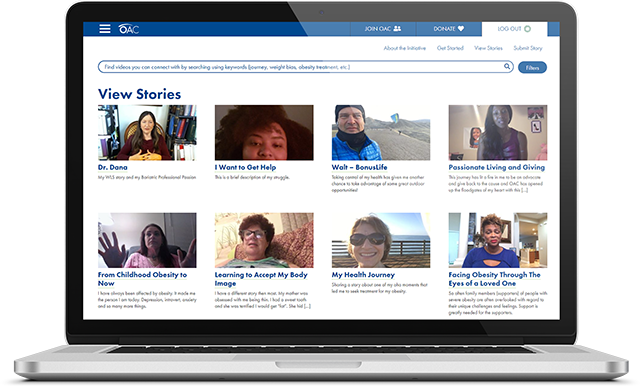 OAC
JOIN OAC
DONATE
LOG OUT
About the Initiative
Get Started
View Stories
Submit Story
Find videos you can connect with by searching using keywords (journey, weight bias, obesity treatment, etc.)
Filters
View Stories
Dr. Dana
My WLS story and my Bariatric Professional Passion
I Want to Get Help
This is a brief description of my struggle.
Walt – BonusLife
Taking control of my health has given me another
chance to take advantage of some great outdoor
opportunities!
Passionate Living and Giving
This journey has lit a fire in me to be an advocate
and give back to the cause and OAC has opened
up the floodgates of my heart with this [...]
From Childhood Obesity to
Now
I have always been affected by obesity. It made me
the person I am today. Depression, introvert, anxiety
and so many more things.
Learning to Accept My Body
Image
I have a different story then most. My mother was
obsessed with me being thin. I had a sweet tooth
and she was terrified I would get "fat". She hid [...]
My Health Journey
Sharing a story about one of my aha moments that
led me to seek treatment for my obesity.
Facing Obesity Through The
Eyes of a Loved One
So often family members (supporters) of people with
severe obesity are often overlooked with regard to
their unique challenges and feelings. Support is
greatly needed for the supporters.